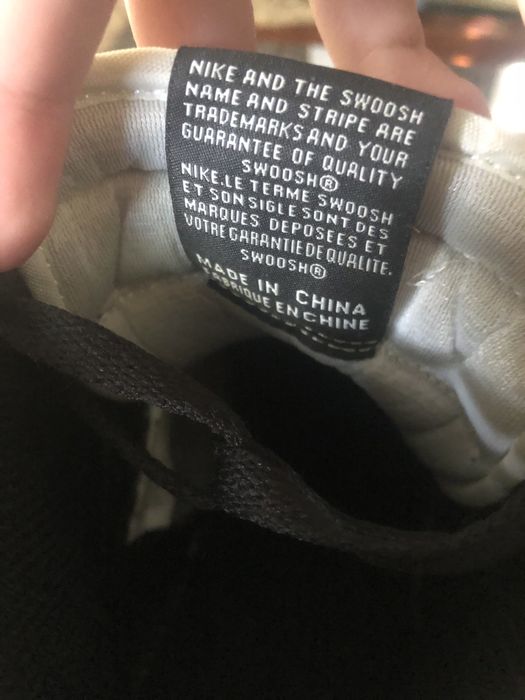 NIKE AND THE SWOOSH
NAME AND STRIPE ARE
TRADEMARKS AND YOUR
GUARANTEE OF QUALITY
SWOOSH®
NIKE.LE TERME SWOOSH
ET SON SIGLE SONT DES
MARQUES DEPOSEES ET
VOTRE GARANTIE DE QUALITE.
SWOOSH®
MADE IN CHINA
FABRIQUE EN CHINE